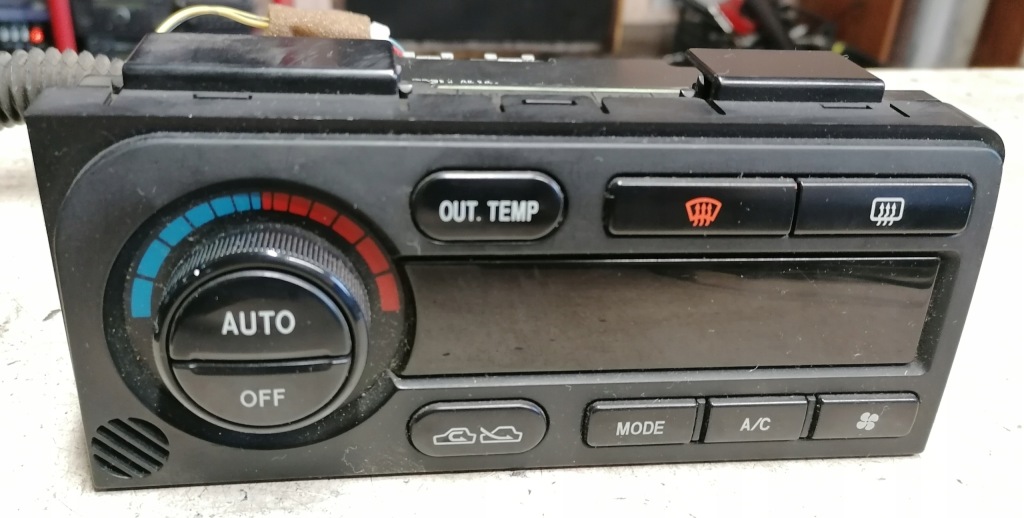 OUT. TEMP
AUTO
OFF
MODE
A/C